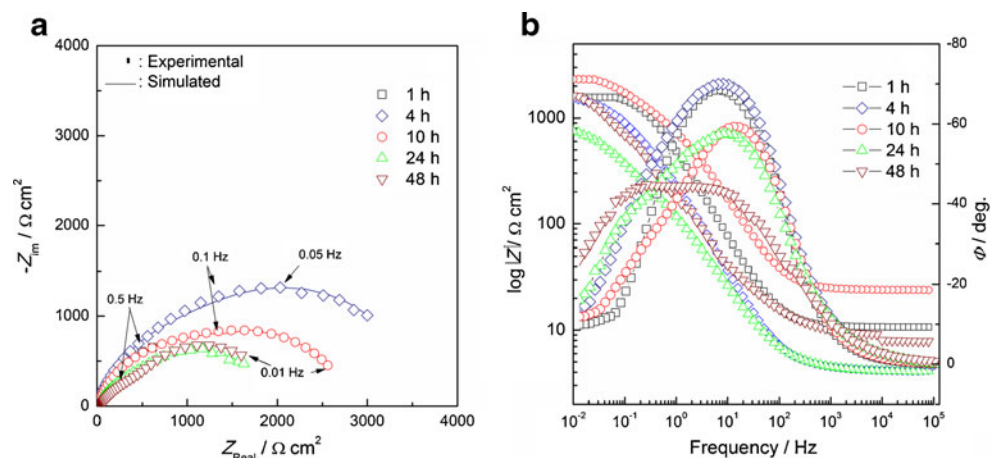 a
4000
3000
2000
1000
0
-Z_im / Ω cm²
: Experimental
: Simulated
1 h
4 h
10 h
24 h
48 h
0.5 Hz
0.1 Hz
0.05 Hz
0.01 Hz
0 1000 2000 3000 4000
Z_Real / Ω cm²
b
1000
100
10
log |Z| / Ω cm²
1 h
4 h
10 h
24 h
48 h
-80
-60
-40
-20
0
Φ / deg.
10⁻² 10⁻¹ 10⁰ 10¹ 10² 10³ 10⁴ 10⁵
Frequency / Hz